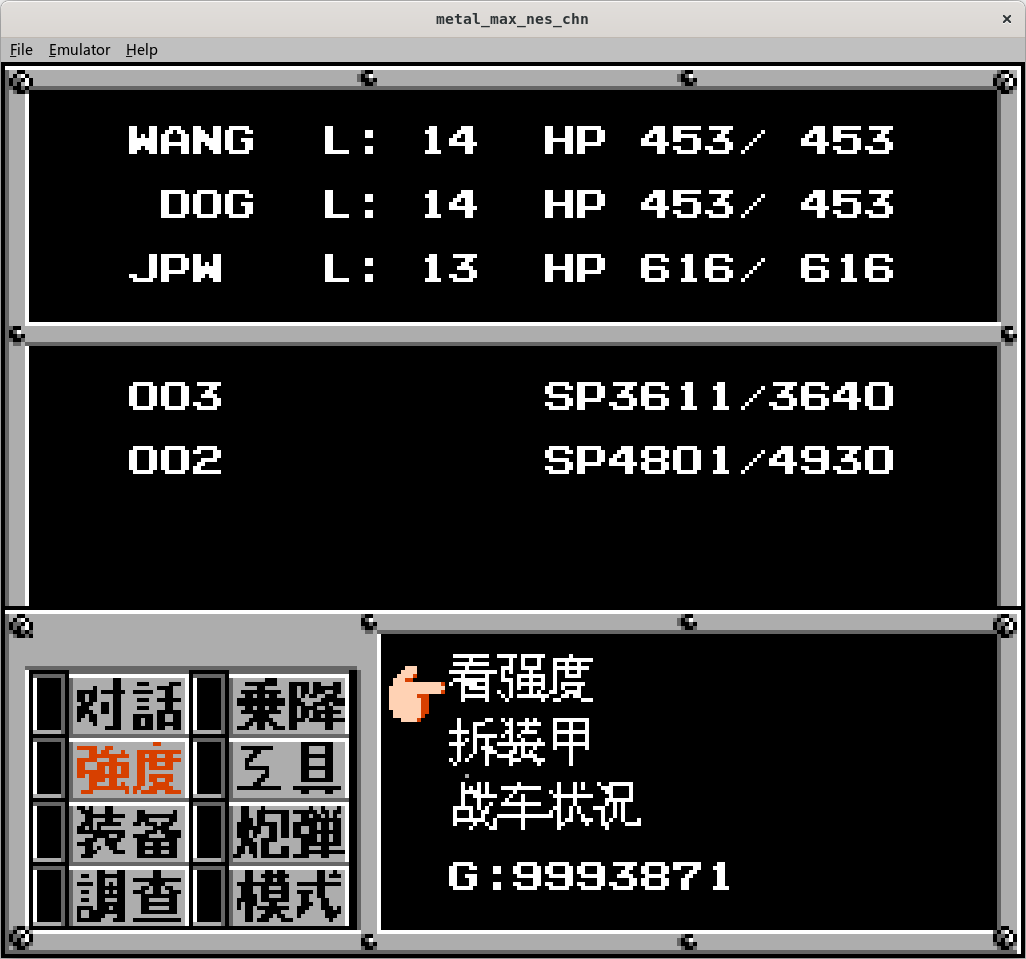 metal_max_nes_chn
File Emulator Help
WANG L: 14 HP 453/ 453
DOG L: 14 HP 453/ 453
JPW L: 13 HP 616/ 616
003 SP3611/3640
002 SP4801/4930
对話 乗降
強度 工具
装备 炮弾
調查 模式
看强度
拆装甲
战车状况
G:9993871